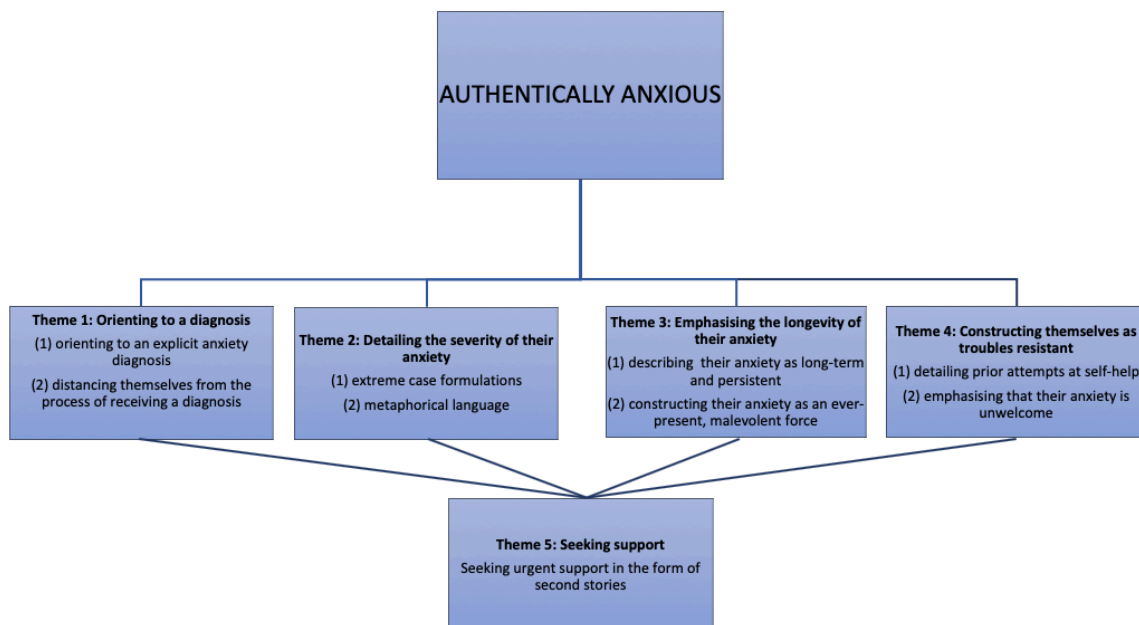 AUTHENTICALLY ANXIOUS
Theme 1: Orienting to a diagnosis
(1) orienting to an explicit anxiety
diagnosis
(2) distancing themselves from the
process of receiving a diagnosis
Theme 2: Detailing the severity of their
anxiety
(1) extreme case formulations
(2) metaphorical language
Theme 3: Emphasising the longevity of
their anxiety
(1) describing their anxiety as long-term
and persistent
(2) constructing their anxiety as an ever-
present, malevolent force
Theme 4: Constructing themselves as
troubles resistant
(1) detailing prior attempts at self-help
(2) emphasising that their anxiety is
unwelcome
Theme 5: Seeking support
Seeking urgent support in the form of
second stories